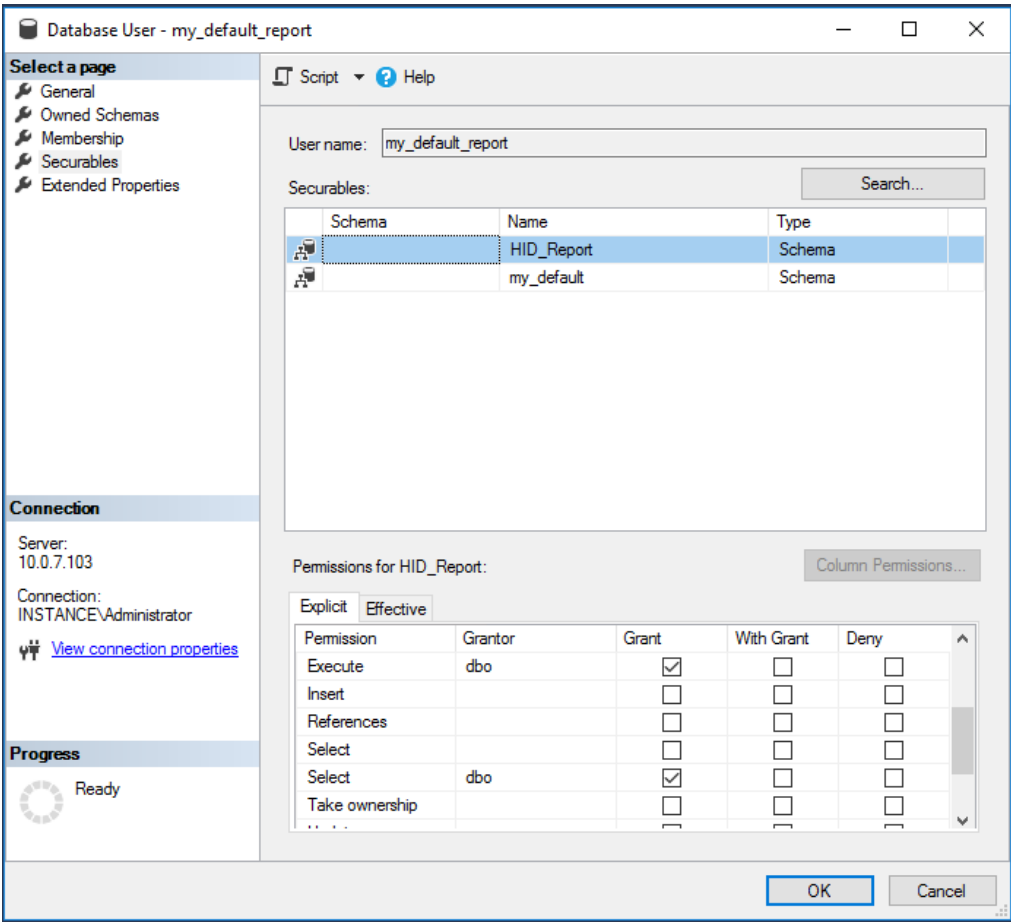 Database User - my_default_report
Select a page
General
Owned Schemas
Membership
Securables
Extended Properties
Script
Help
User name: my_default_report
Securables:
Search...
Schema Name Type
HID_Report Schema
my_default Schema
Connection
Server:
10.0.7.103
Connection:
INSTANCE\Administrator
View connection properties
Progress
Ready
Permissions for HID_Report:
Column Permissions...
Explicit Effective
Permission Grantor Grant With Grant Deny
Execute dbo
Insert
References
Select
Select dbo
Take ownership
OK Cancel